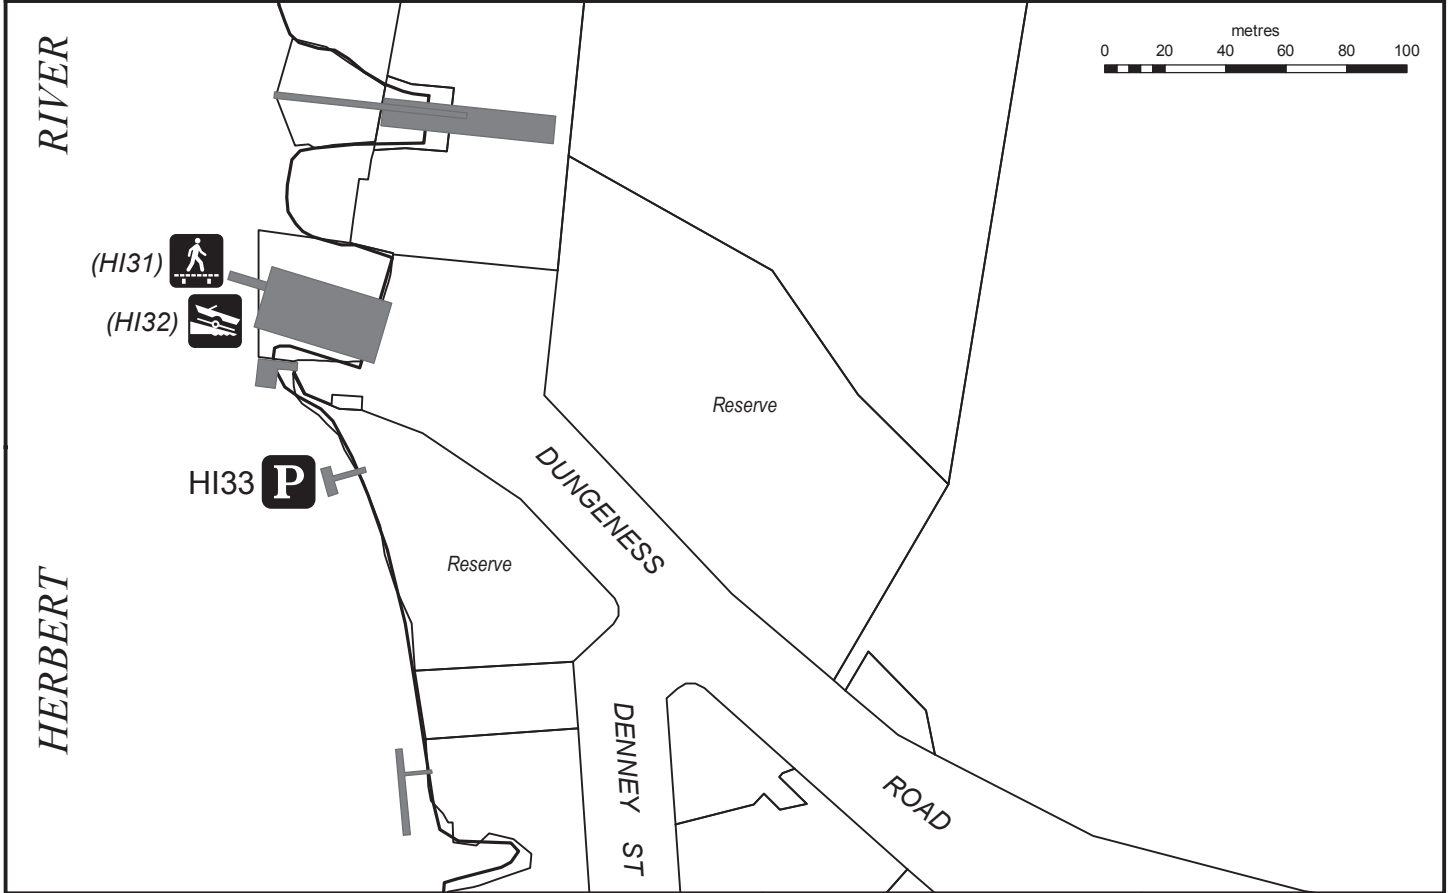 metres
0 20 40 60 80 100
RIVER
(HI31)
(HI32)
Reserve
HI33 P
DUNGENESS
Reserve
HERBERT
DENNEY ST
ROAD